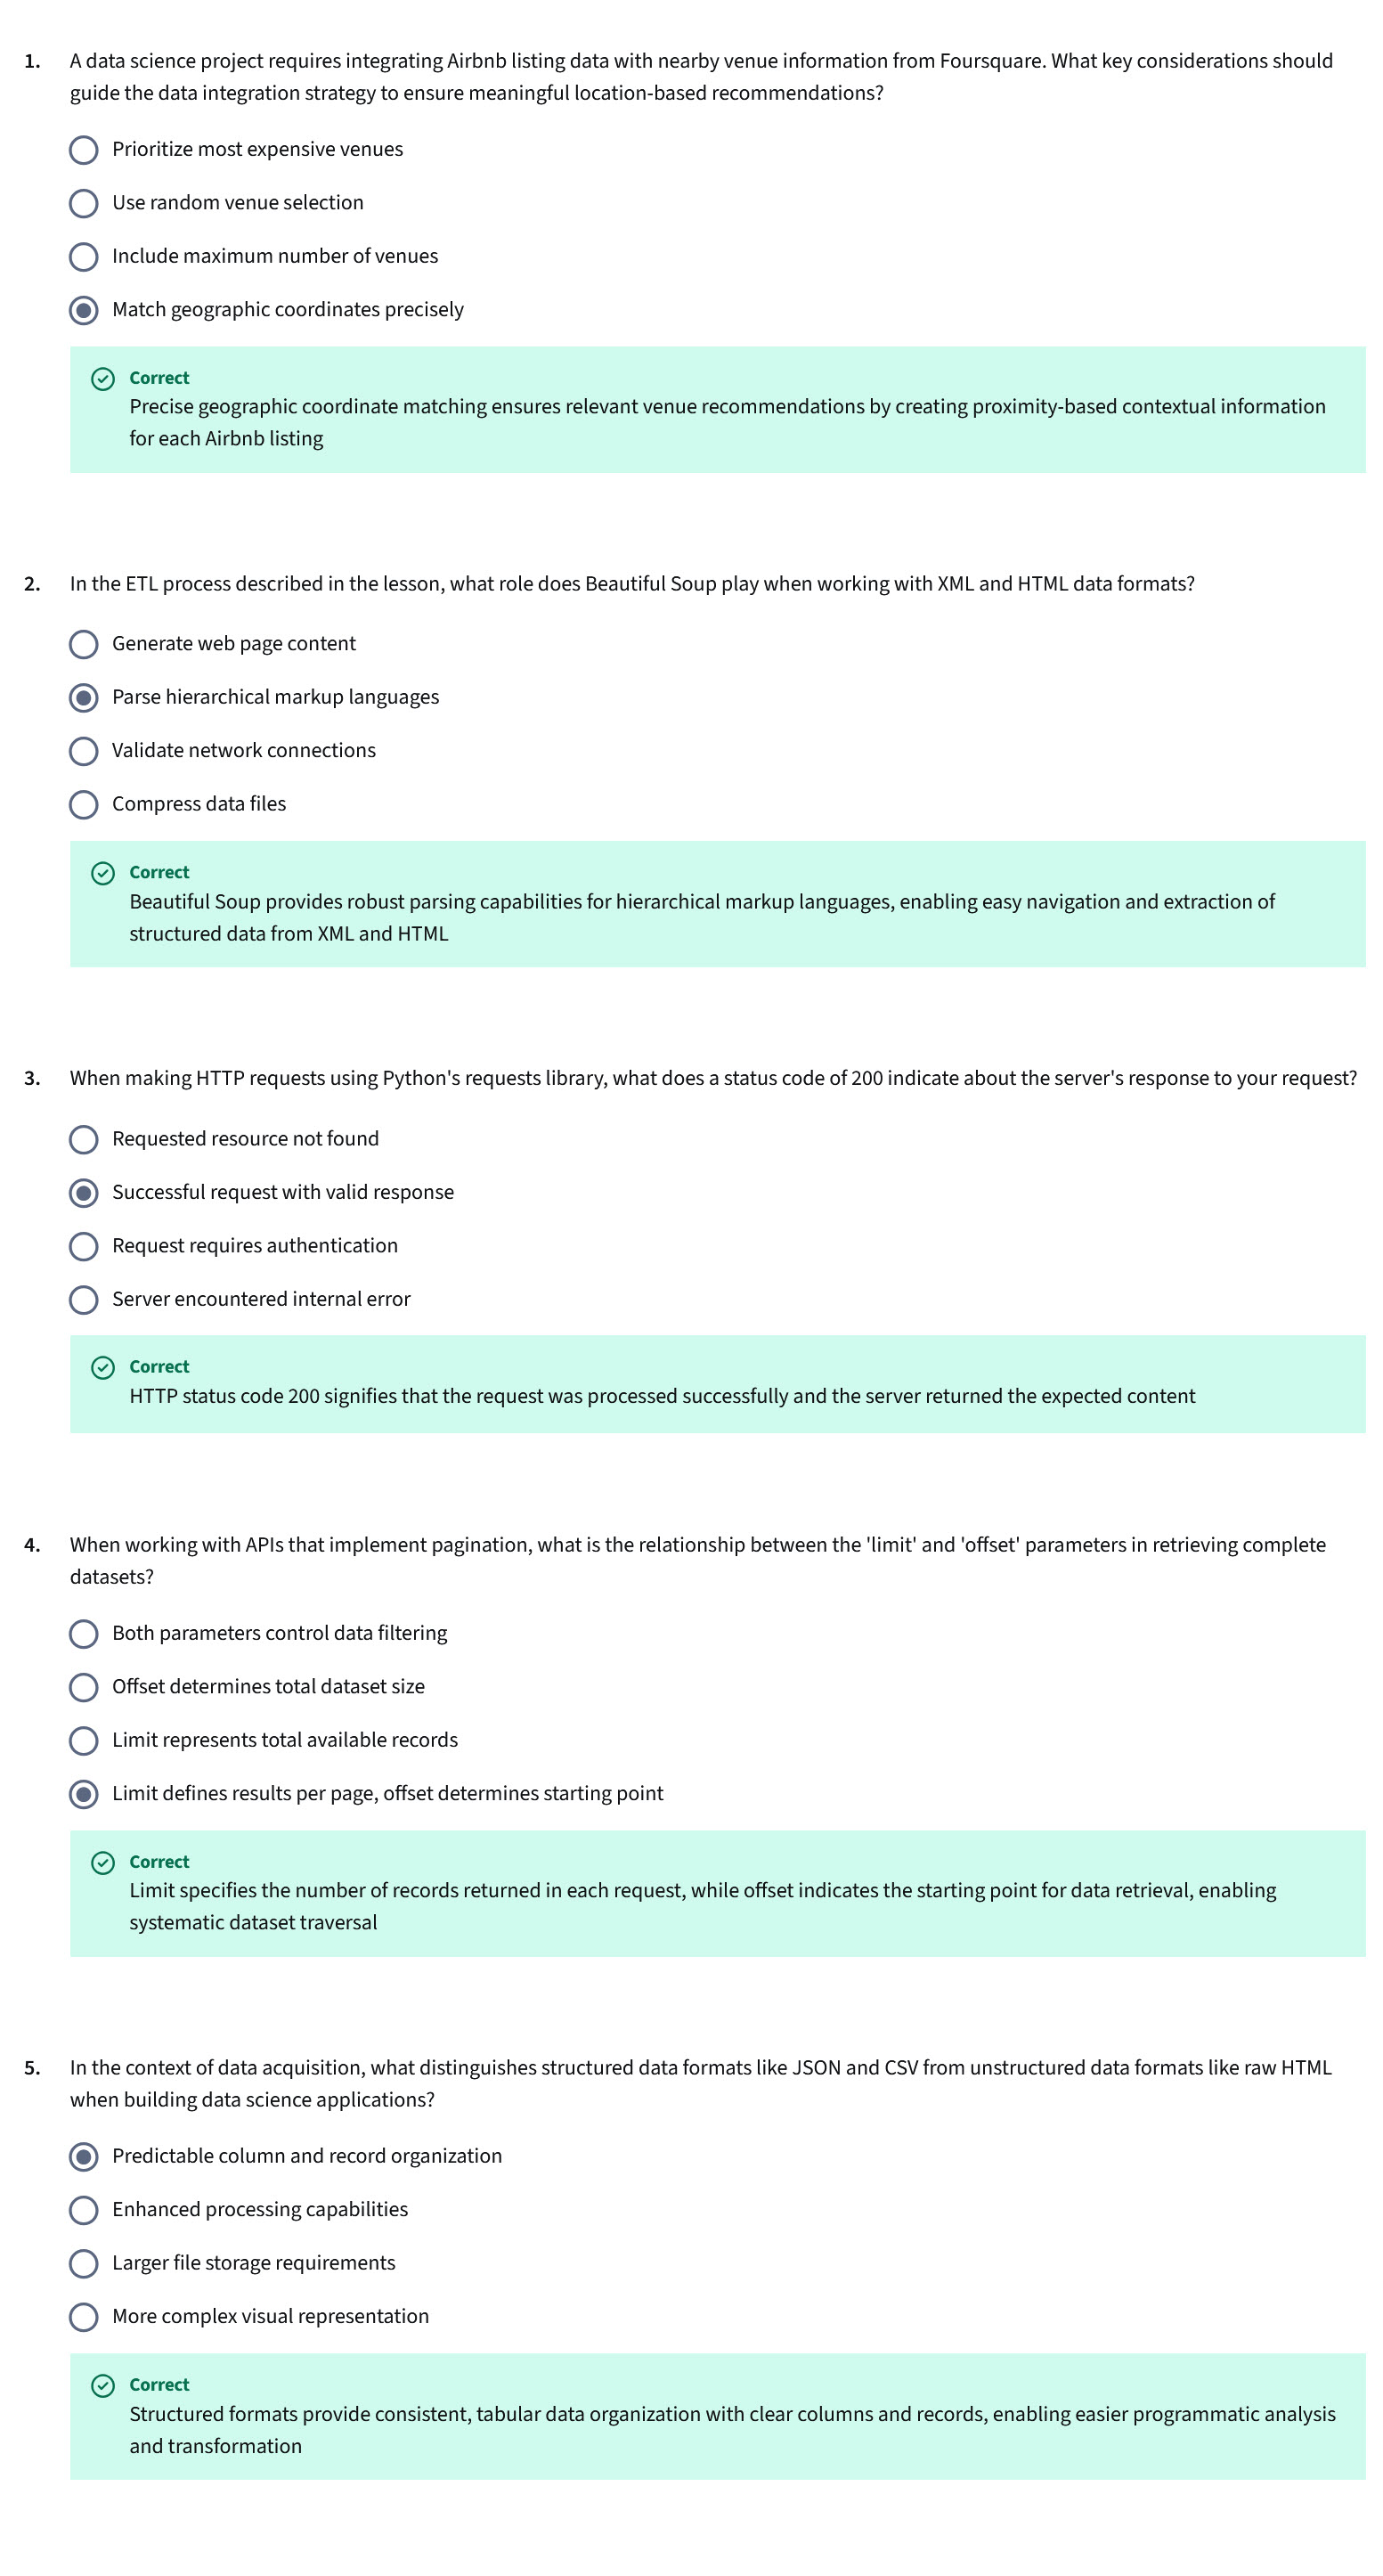 1. A data science project requires integrating Airbnb listing data with nearby venue information from Foursquare. What key considerations should
guide the data integration strategy to ensure meaningful location-based recommendations?
Prioritize most expensive venues
Use random venue selection
Include maximum number of venues
Match geographic coordinates precisely
Correct
Precise geographic coordinate matching ensures relevant venue recommendations by creating proximity-based contextual information
for each Airbnb listing
2. In the ETL process described in the lesson, what role does Beautiful Soup play when working with XML and HTML data formats?
Generate web page content
Parse hierarchical markup languages
Validate network connections
Compress data files
Correct
Beautiful Soup provides robust parsing capabilities for hierarchical markup languages, enabling easy navigation and extraction of
structured data from XML and HTML
3. When making HTTP requests using Python's requests library, what does a status code of 200 indicate about the server's response to your request?
Requested resource not found
Successful request with valid response
Request requires authentication
Server encountered internal error
Correct
HTTP status code 200 signifies that the request was processed successfully and the server returned the expected content
4. When working with APIs that implement pagination, what is the relationship between the 'limit' and 'offset' parameters in retrieving complete
datasets?
Both parameters control data filtering
Offset determines total dataset size
Limit represents total available records
Limit defines results per page, offset determines starting point
Correct
Limit specifies the number of records returned in each request, while offset indicates the starting point for data retrieval, enabling
systematic dataset traversal
5. In the context of data acquisition, what distinguishes structured data formats like JSON and CSV from unstructured data formats like raw HTML
when building data science applications?
Predictable column and record organization
Enhanced processing capabilities
Larger file storage requirements
More complex visual representation
Correct
Structured formats provide consistent, tabular data organization with clear columns and records, enabling easier programmatic analysis
and transformation